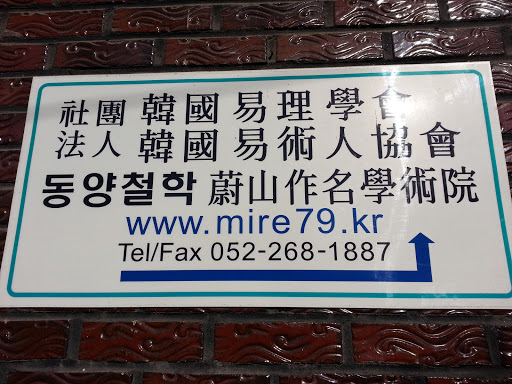 社團 韓國易理學會
法人 韓國易術人協會
동양철학 蔚山作名學術院
www.mire79.kr
Tel/Fax 052-268-1887